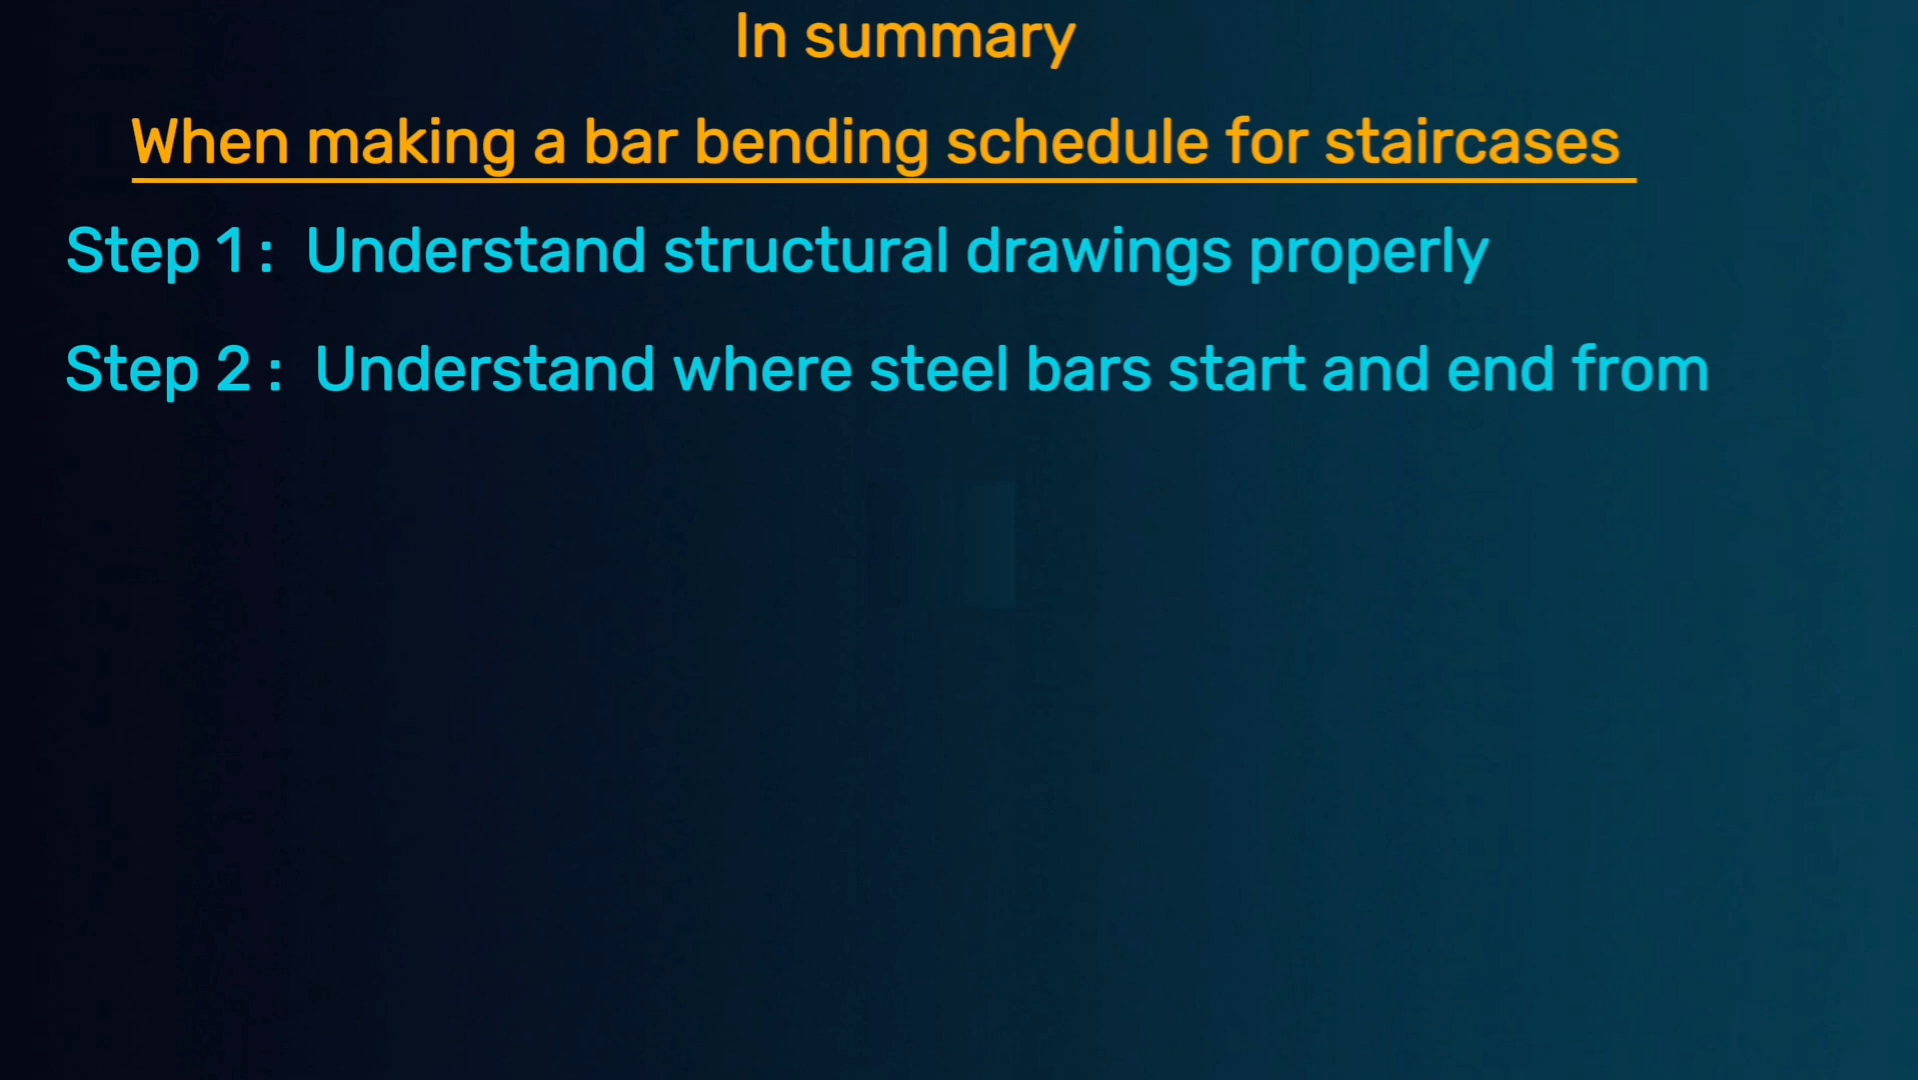 In summary
When making a bar bending schedule for staircases
Step 1 : Understand structural drawings properly
Step 2 : Understand where steel bars start and end from